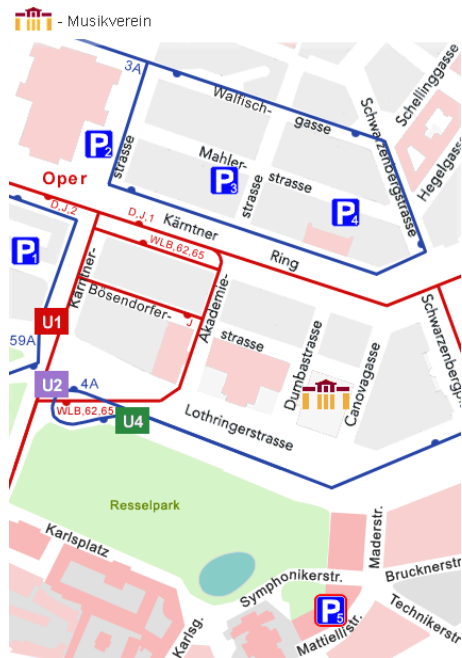 - Musikverein
3A
Walfisch-
gasse
Schellinggasse
Hegelgasse
Schwarzenbergstrasse
P2
strasse
Mahler-
strasse
P3
strasse
P4
Oper
D,J,2
D,J,1
Kärntner
Ring
WLB,62,65
P1
Kärntner-
Bösendorfer-
J
Akademie-
strasse
Dumbastrasse
Canovagasse
Schwarzenbergpl
U1
59A
U2
4A
WLB,62,65
U4
Lothringerstrasse
Resselpark
Karlsplatz
Maderstr.
Symphonikerstr.
Brucknerstr
Technikerstr
P5
Mattiellistr.
Karlsg.